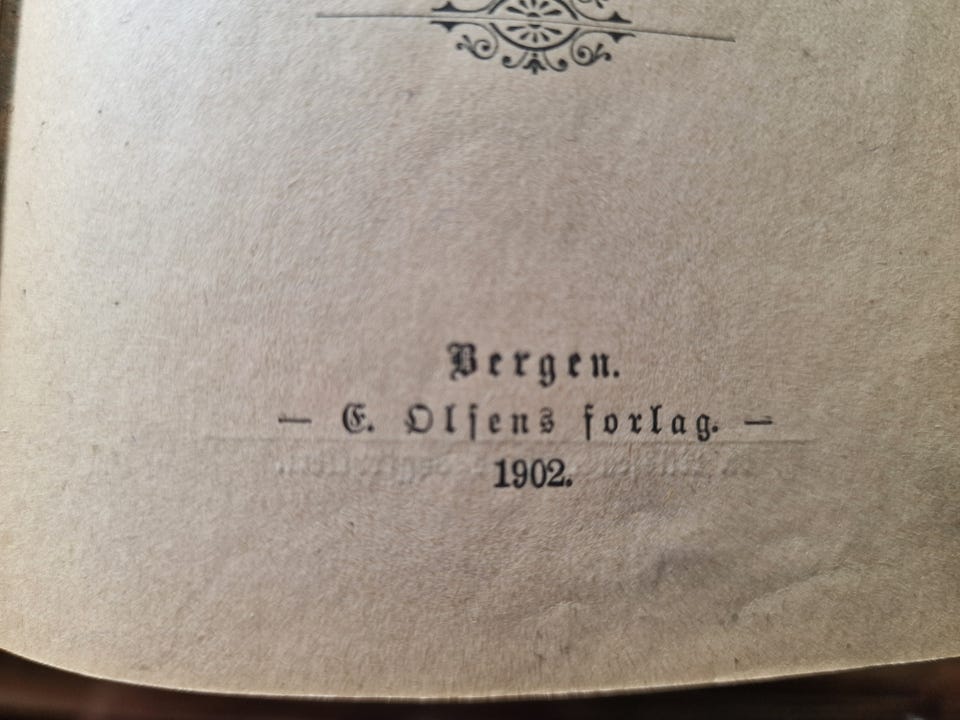 Bergen.
— E. Olsens forlag. —
1902.